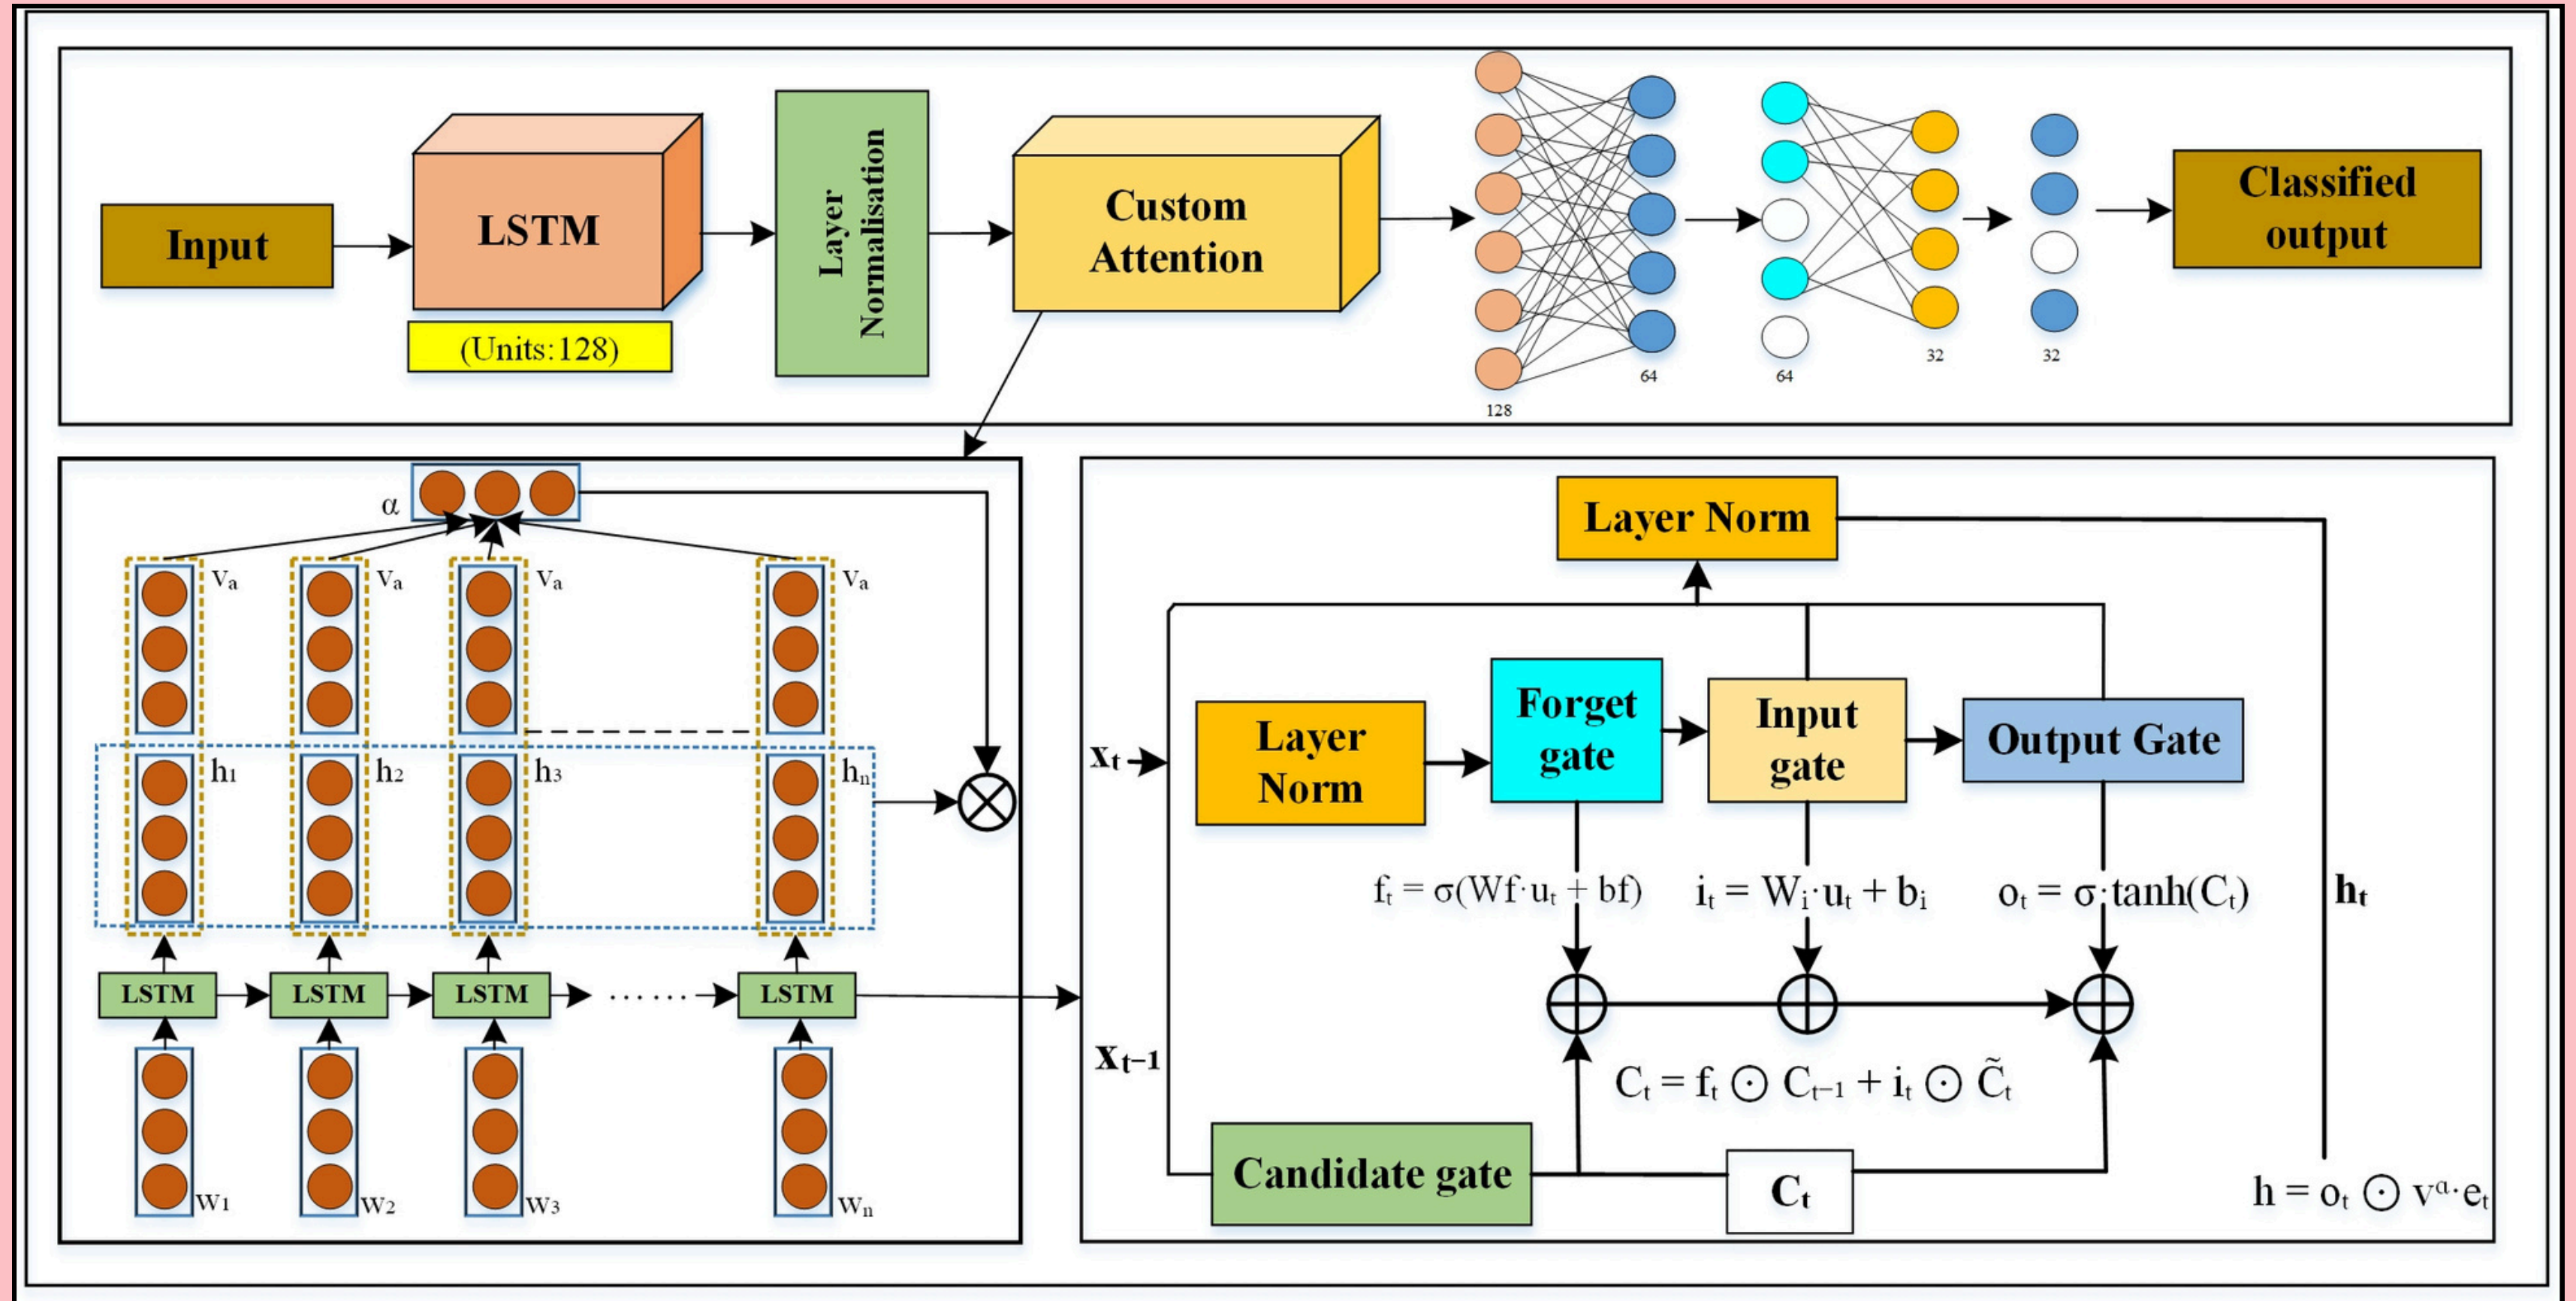 Input
LSTM
(Units:128)
Layer
Normalisation
Custom
Attention
128
64
64
32
32
Classified
output
α
vₐ
vₐ
vₐ
vₐ
h₁
h₂
h₃
hₙ
LSTM
LSTM
LSTM
......
LSTM
w₁
w₂
w₃
wₙ
Layer Norm
xₜ
Layer
Norm
Forget
gate
Input
gate
Output Gate
fₜ = σ(Wf·uₜ + bf)
iₜ = Wᵢ·uₜ + bᵢ
oₜ = σ·tanh(Cₜ)
hₜ
xₜ₋₁
Cₜ = fₜ ⊙ Cₜ₋₁ + iₜ ⊙ C̃ₜ
Candidate gate
Cₜ
h = oₜ ⊙ vᵅ·eₜ